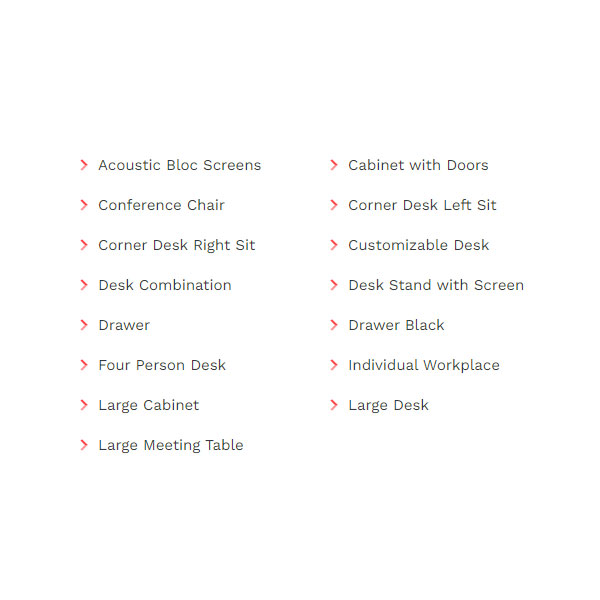 Acoustic Bloc Screens
Cabinet with Doors
Conference Chair
Corner Desk Left Sit
Corner Desk Right Sit
Customizable Desk
Desk Combination
Desk Stand with Screen
Drawer
Drawer Black
Four Person Desk
Individual Workplace
Large Cabinet
Large Desk
Large Meeting Table